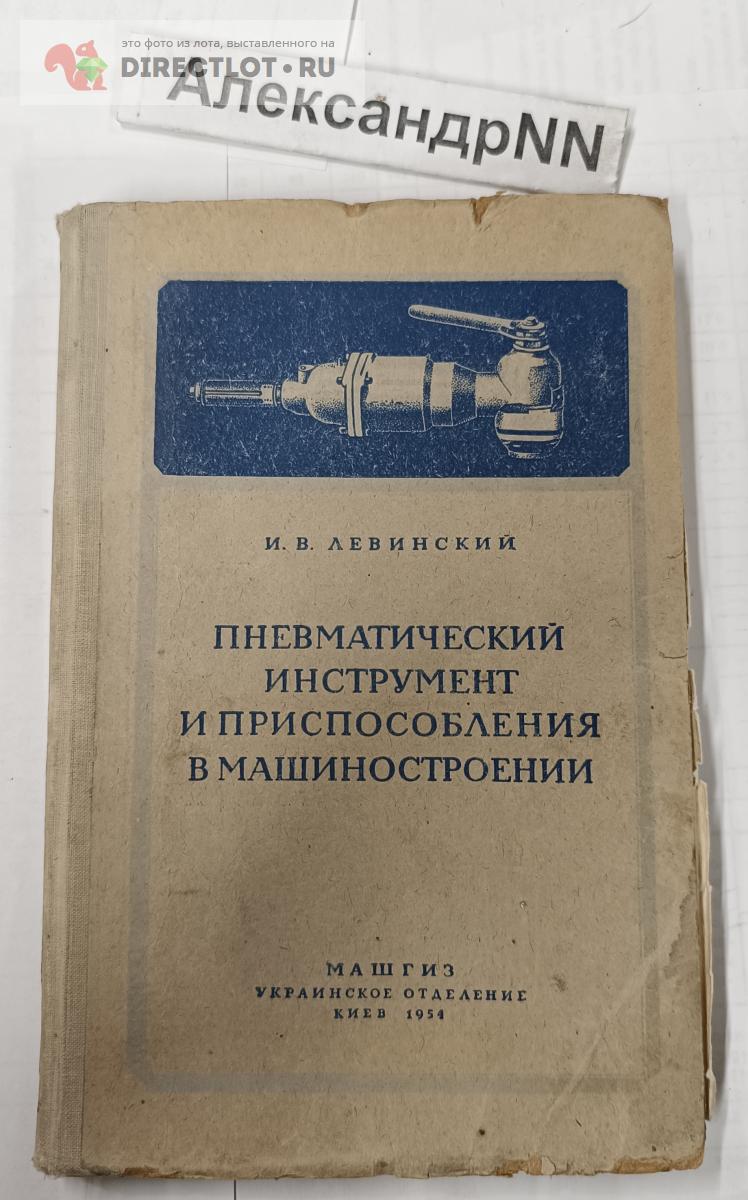 это фото из лота, выставленного на
DIRECTLOT•RU
АлександрNN
И. В. ЛЕВИНСКИЙ
ПНЕВМАТИЧЕСКИЙ
ИНСТРУМЕНТ
И ПРИСПОСОБЛЕНИЯ
В МАШИНОСТРОЕНИИ
МАШГИЗ
УКРАИНСКОЕ ОТДЕЛЕНИЕ
КИЕВ 1954